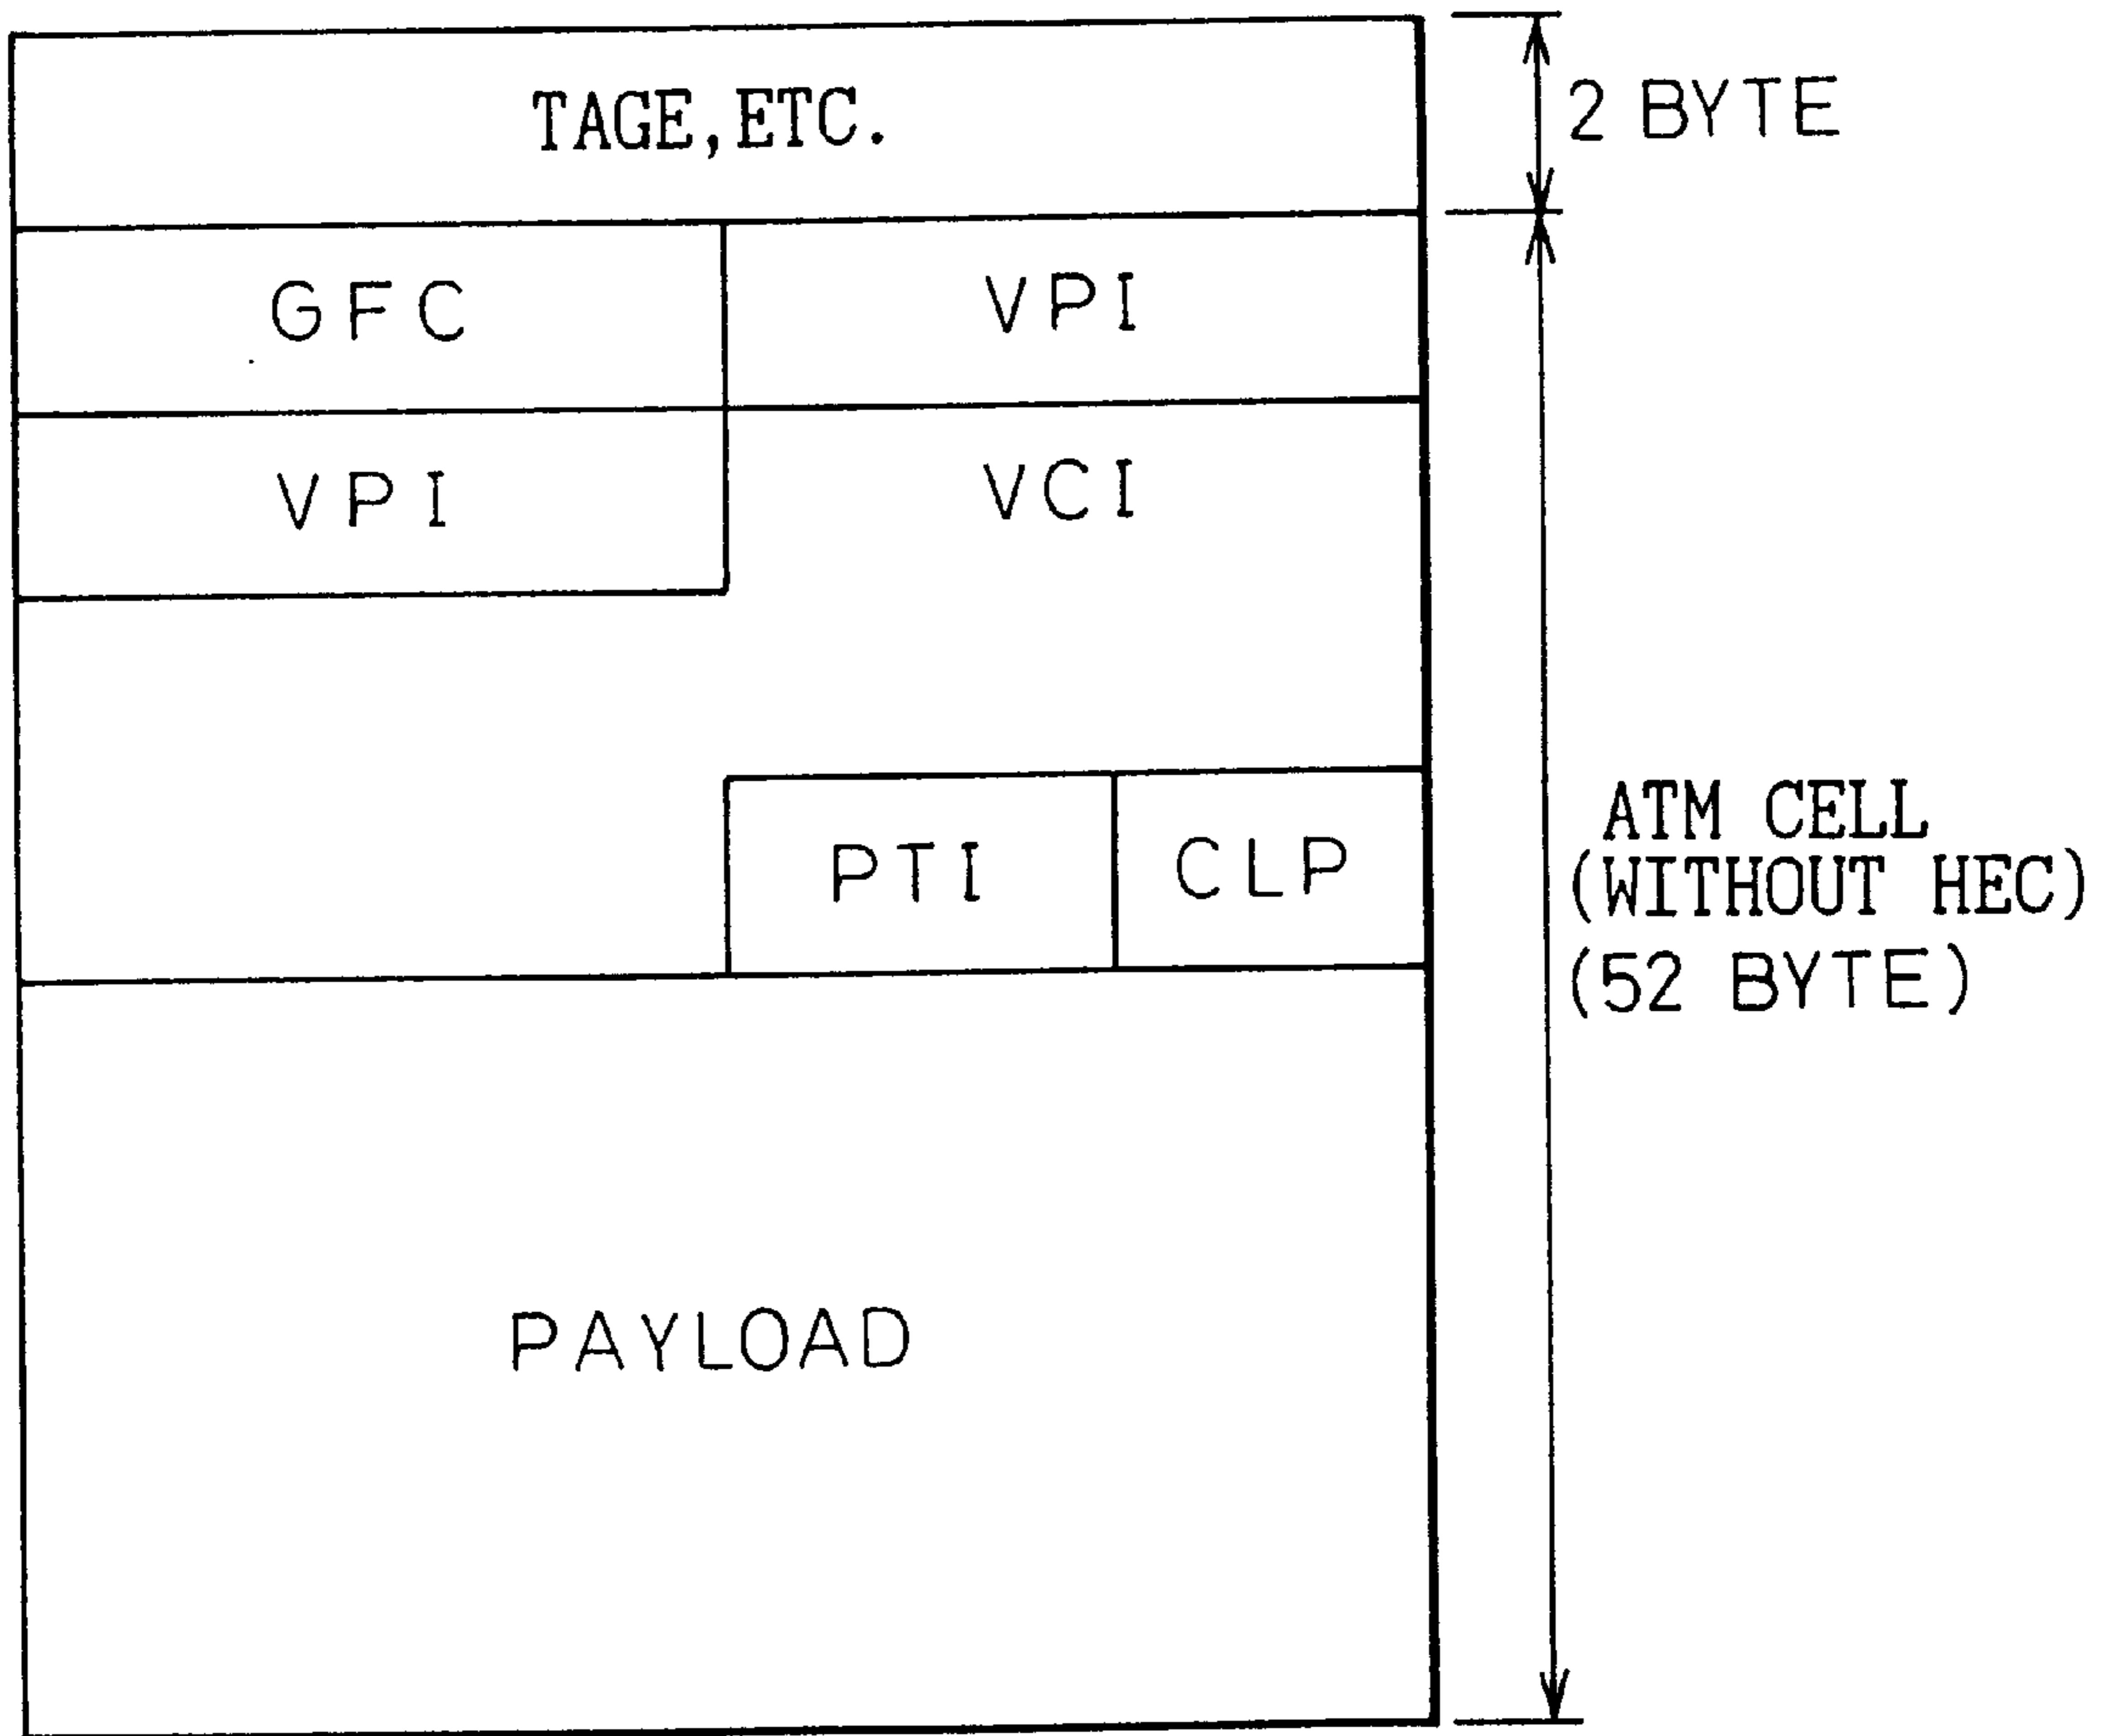 TAGE,ETC.
2 BYTE
GFC
VPI
VPI
VCI
PTI
CLP
ATM CELL
(WITHOUT HEC)
(52 BYTE)
PAYLOAD